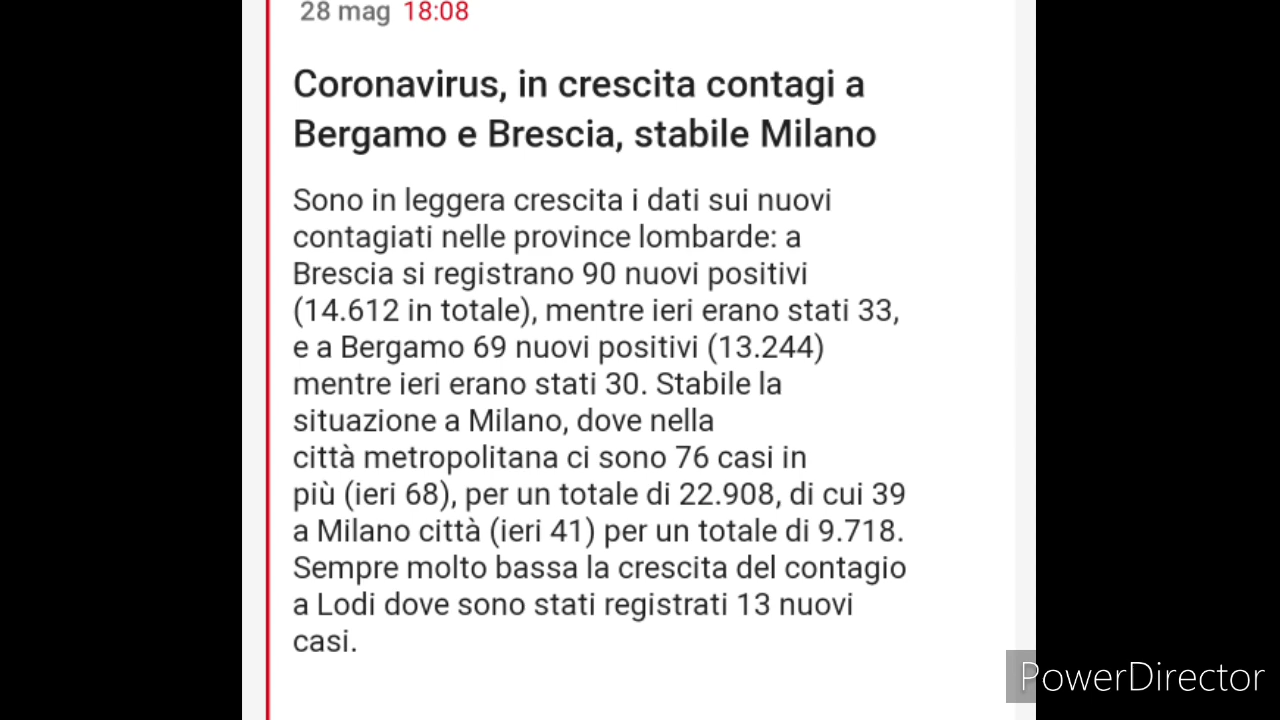 28 mag 18:08
Coronavirus, in crescita contagi a
Bergamo e Brescia, stabile Milano
Sono in leggera crescita i dati sui nuovi
contagiati nelle province lombarde: a
Brescia si registrano 90 nuovi positivi
(14.612 in totale), mentre ieri erano stati 33,
e a Bergamo 69 nuovi positivi (13.244)
mentre ieri erano stati 30. Stabile la
situazione a Milano, dove nella
città metropolitana ci sono 76 casi in
più (ieri 68), per un totale di 22.908, di cui 39
a Milano città (ieri 41) per un totale di 9.718.
Sempre molto bassa la crescita del contagio
a Lodi dove sono stati registrati 13 nuovi
casi.
PowerDirector